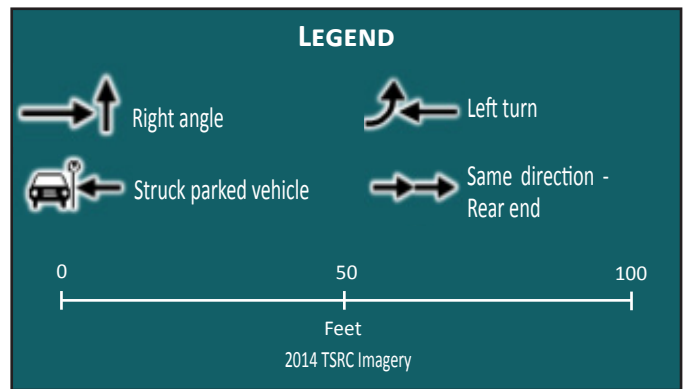 LEGEND
Right angle
Left turn
Struck parked vehicle
Same direction -
Rear end
0 50 100
Feet
2014 TSRC Imagery